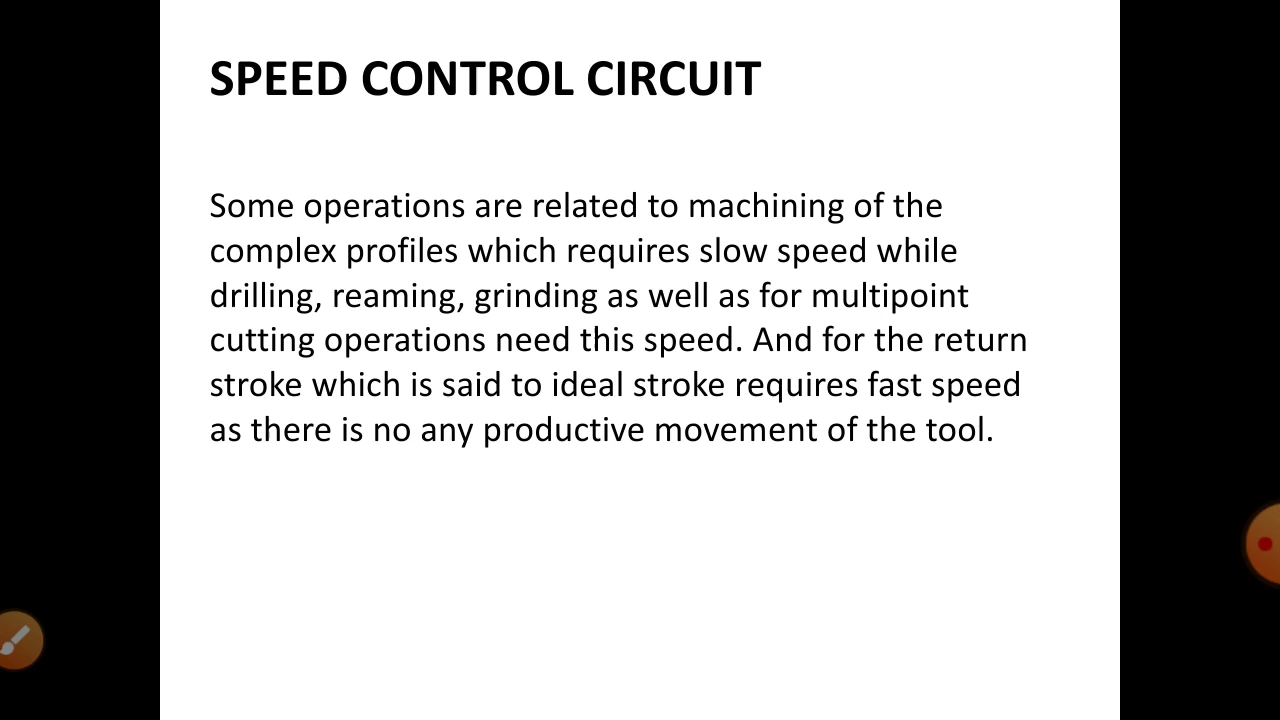 SPEED CONTROL CIRCUIT
Some operations are related to machining of the
complex profiles which requires slow speed while
drilling, reaming, grinding as well as for multipoint
cutting operations need this speed. And for the return
stroke which is said to ideal stroke requires fast speed
as there is no any productive movement of the tool.